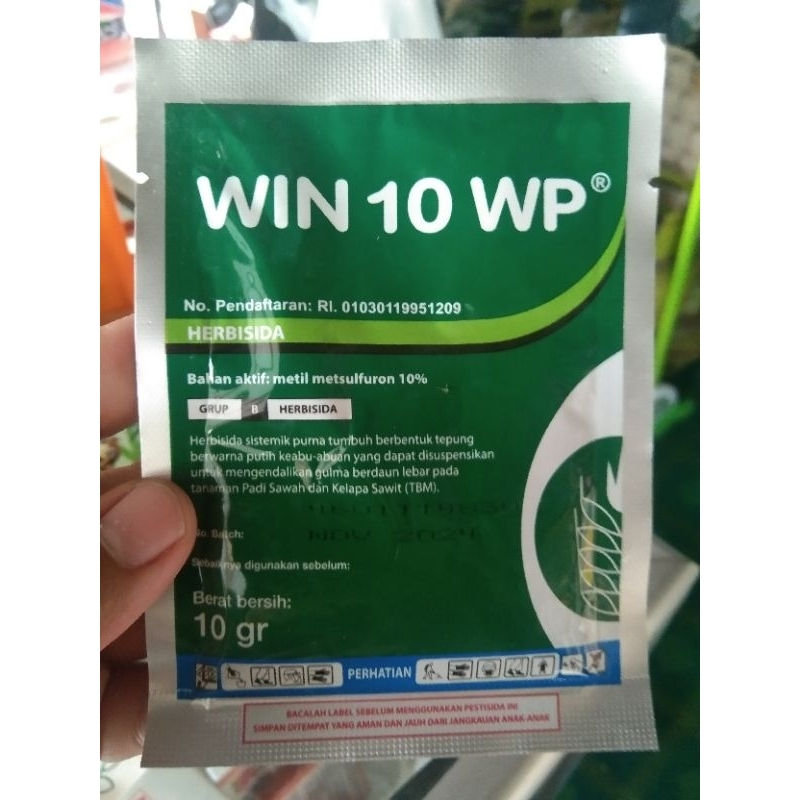 WIN 10 WP®
No. Pendaftaran: RI. 01030119951209
HERBISIDA
Bahan aktif: metil metsulfuron 10%
GRUP B HERBISIDA
Herbisida sistemik purna tumbuh berbentuk tepung
berwarna putih keabu-abuan yang dapat disuspensikan
untuk mengendalikan gulma berdaun lebar pada
tanaman Padi Sawah dan Kelapa Sawit (TBM).
No. Batch:
NOV 2024
Sebaiknya digunakan sebelum:
Berat bersih:
10 gr
PERHATIAN
BACALAH LABEL SEBELUM MENGGUNAKAN PESTISIDA INI
SIMPAN DITEMPAT YANG AMAN DAN JAUH DARI JANGKAUAN ANAK-ANAK